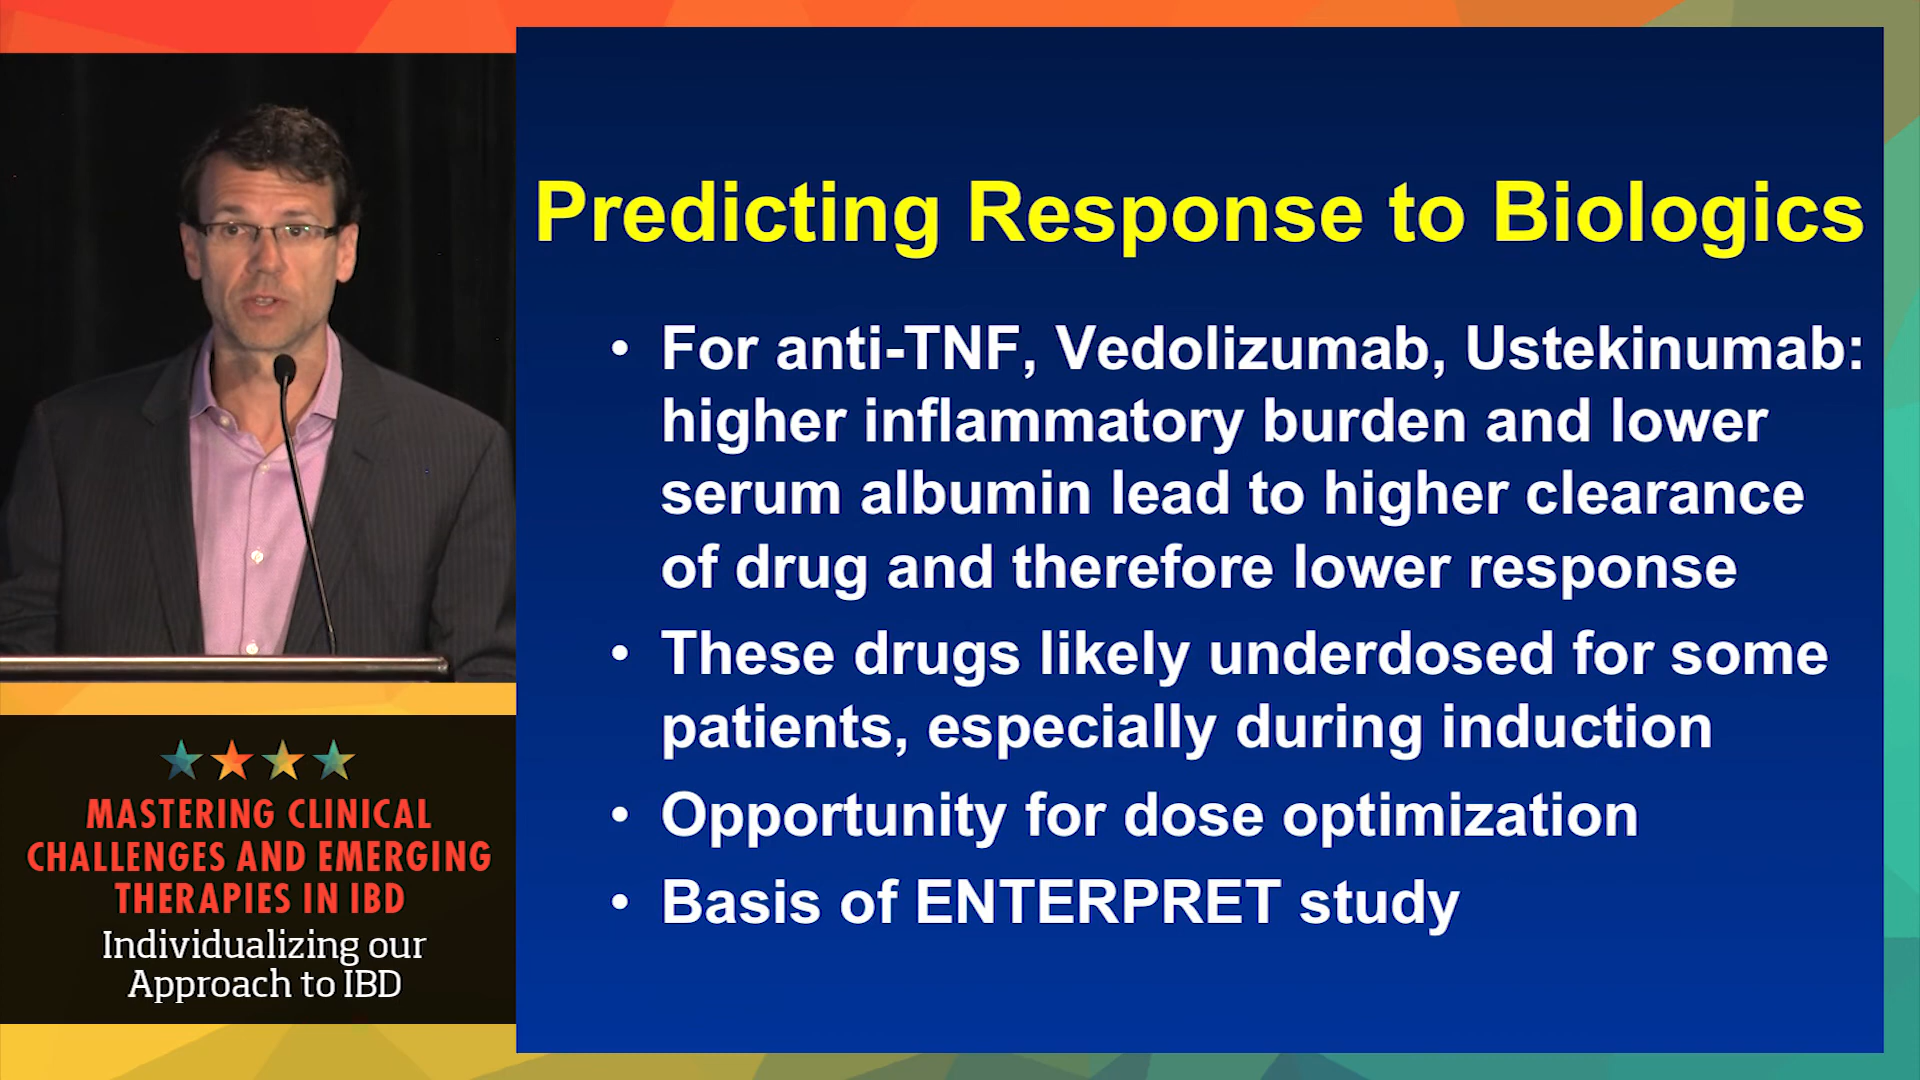 Predicting Response to Biologics
• For anti-TNF, Vedolizumab, Ustekinumab:
higher inflammatory burden and lower
serum albumin lead to higher clearance
of drug and therefore lower response
• These drugs likely underdosed for some
patients, especially during induction
• Opportunity for dose optimization
• Basis of ENTERPRET study
MASTERING CLINICAL
CHALLENGES AND EMERGING
THERAPIES IN IBD
Individualizing our
Approach to IBD